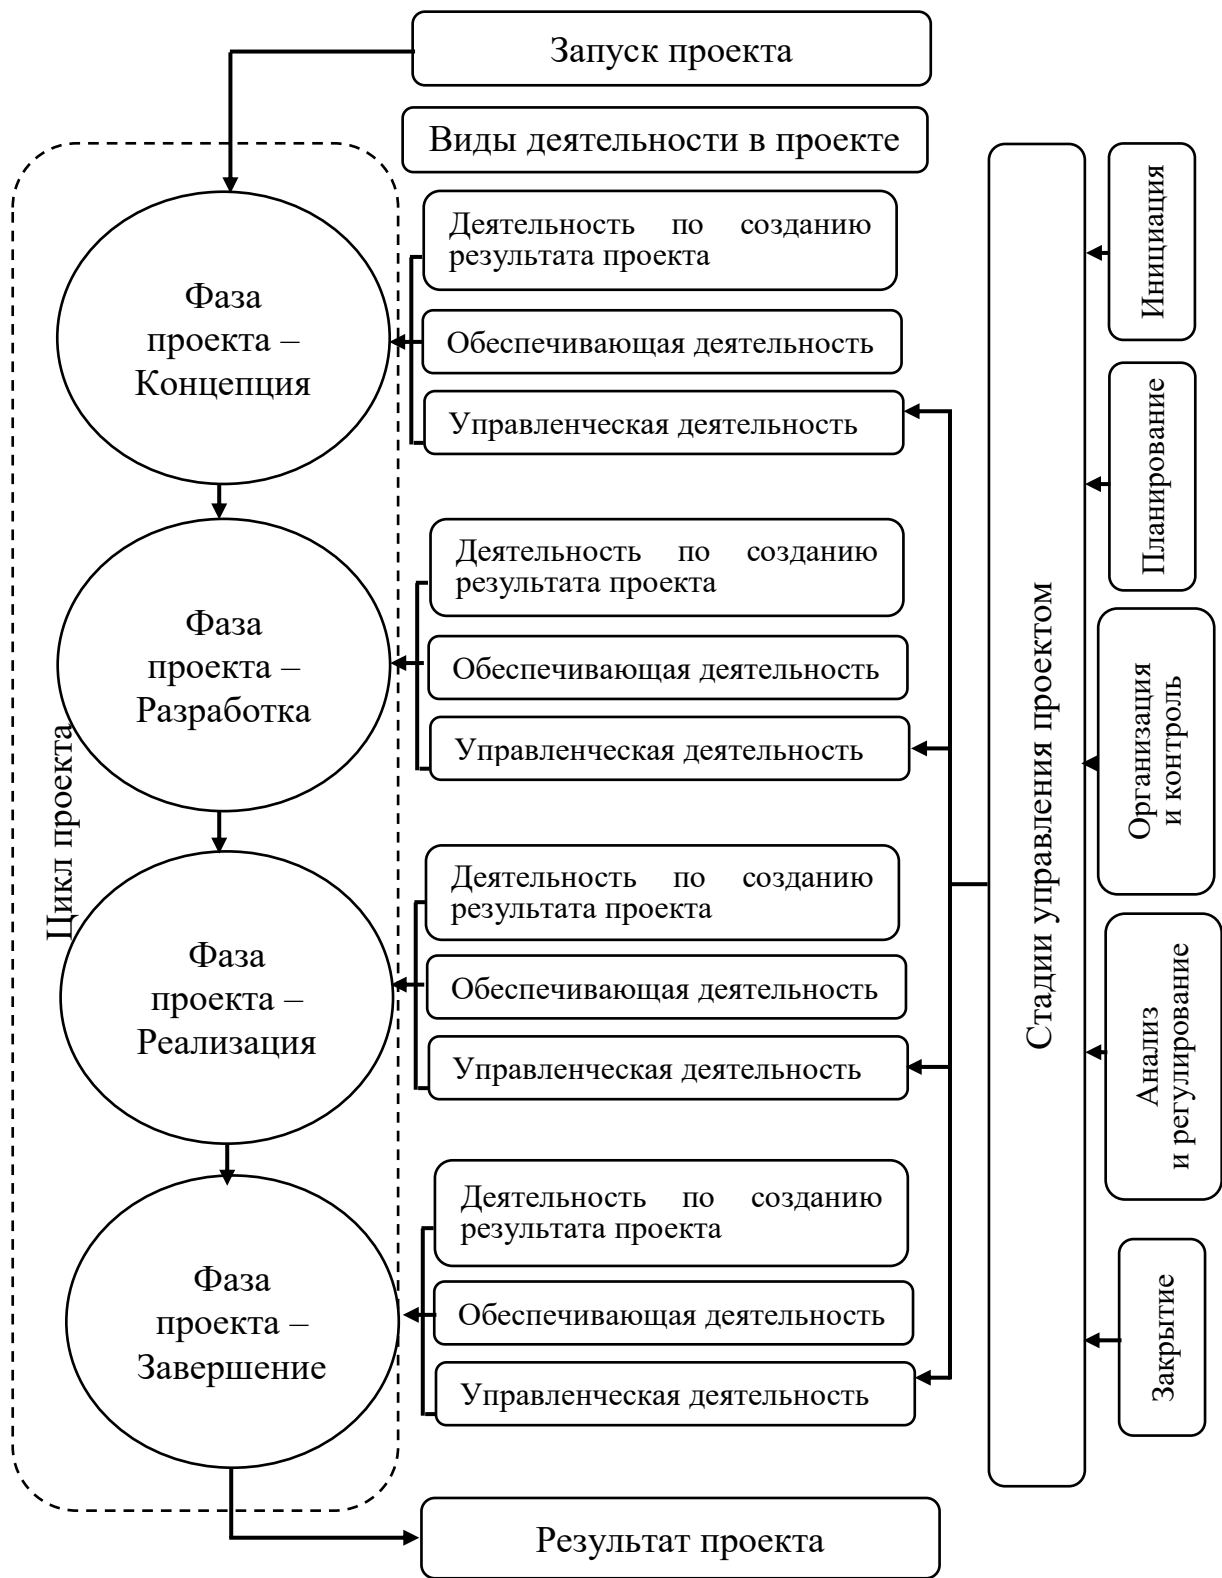 Запуск проекта
Виды деятельности в проекте
Цикл проекта
Фаза
проекта –
Концепция
Деятельность по созданию
результата проекта
Обеспечивающая деятельность
Управленческая деятельность
Фаза
проекта –
Разработка
Деятельность по созданию
результата проекта
Обеспечивающая деятельность
Управленческая деятельность
Фаза
проекта –
Реализация
Деятельность по созданию
результата проекта
Обеспечивающая деятельность
Управленческая деятельность
Фаза
проекта –
Завершение
Деятельность по созданию
результата проекта
Обеспечивающая деятельность
Управленческая деятельность
Стадии управления проектом
Инициация
Планирование
Организация
и контроль
Анализ
и регулирование
Закрытие
Результат проекта